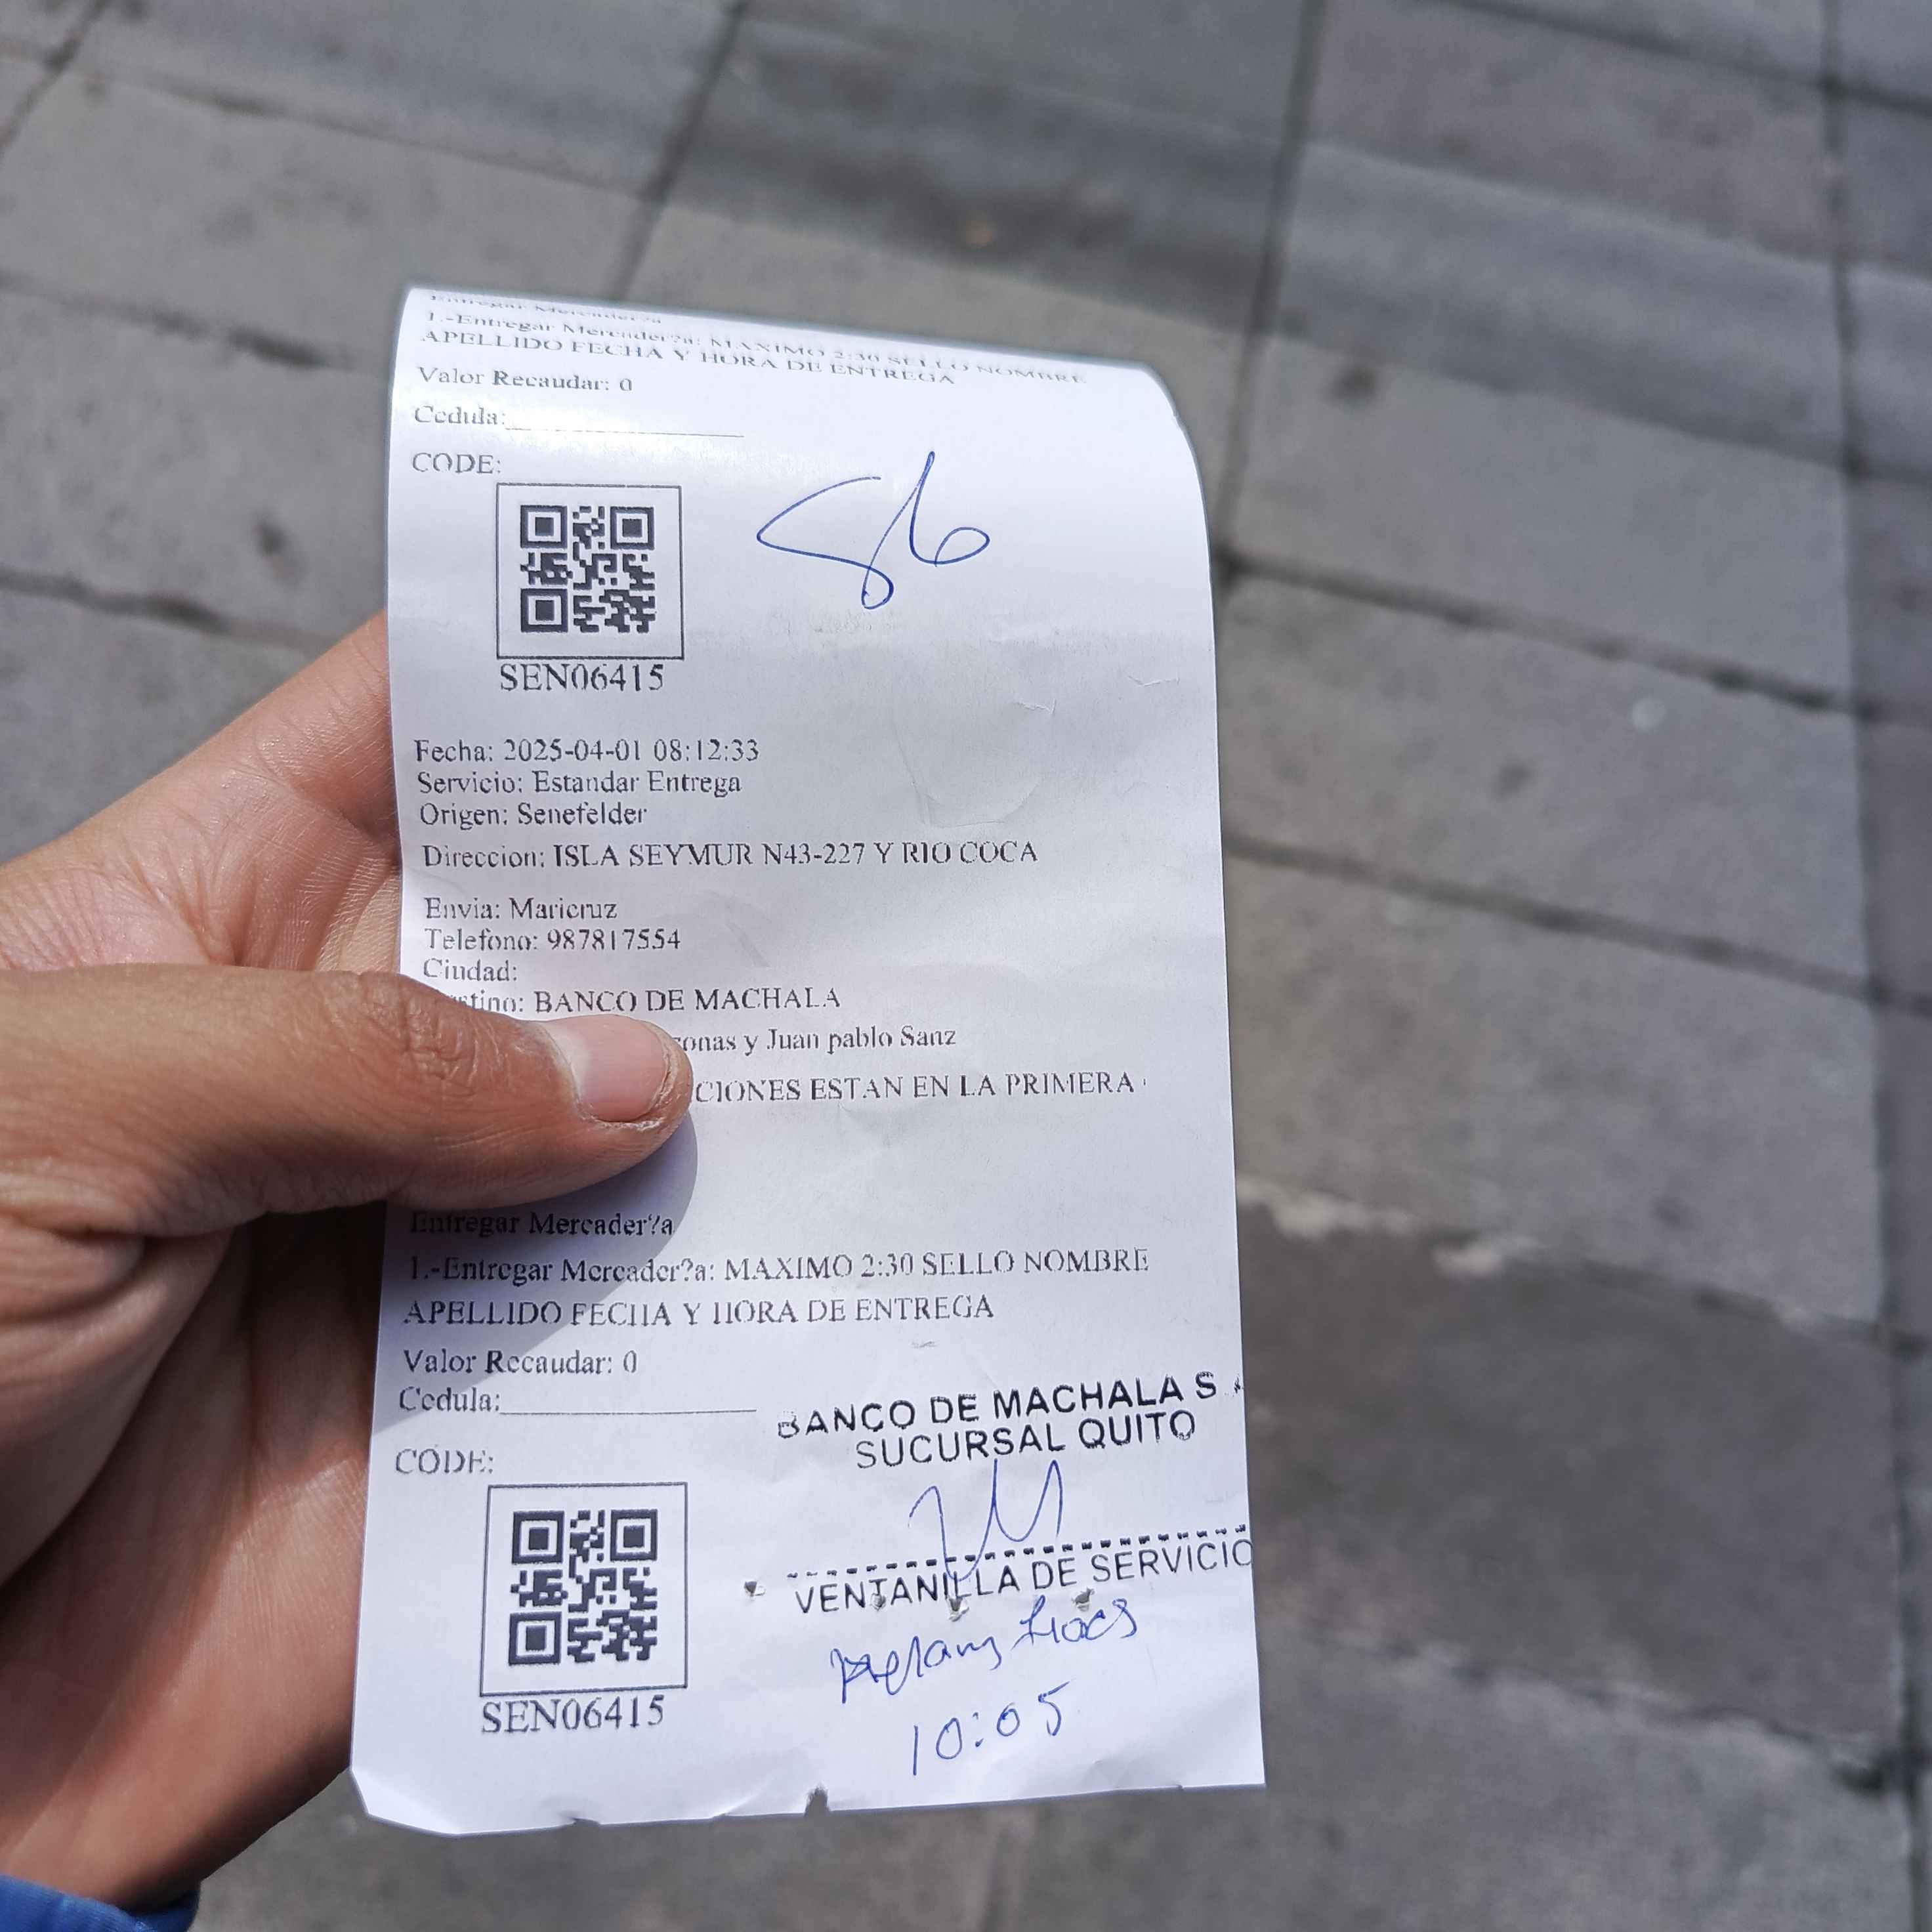 Entregar Mercader?a
1.-Entregar Mercader?a: MAXIMO 2:30 SELLO NOMBRE
APELLIDO FECHA Y HORA DE ENTREGA
Valor Recaudar: 0
Cedula:
CODE:
86
SEN06415
Fecha: 2025-04-01 08:12:33
Servicio: Estandar Entrega
Origen: Senefelder
Direccion: ISLA SEYMUR N43-227 Y RIO COCA
Envia: Maricruz
Telefono: 987817554
Ciudad:
stino: BANCO DE MACHALA
onas y Juan pablo Sanz
CIONES ESTAN EN LA PRIMERA
Entregar Mercader?a
1.-Entregar Mercader?a: MAXIMO 2:30 SELLO NOMBRE
APELLIDO FECHA Y HORA DE ENTREGA
Valor Recaudar: 0
Cedula:
BANCO DE MACHALA S
SUCURSAL QUITO
CODE:
VENTANILLA DE SERVICIO
10:05
SEN06415